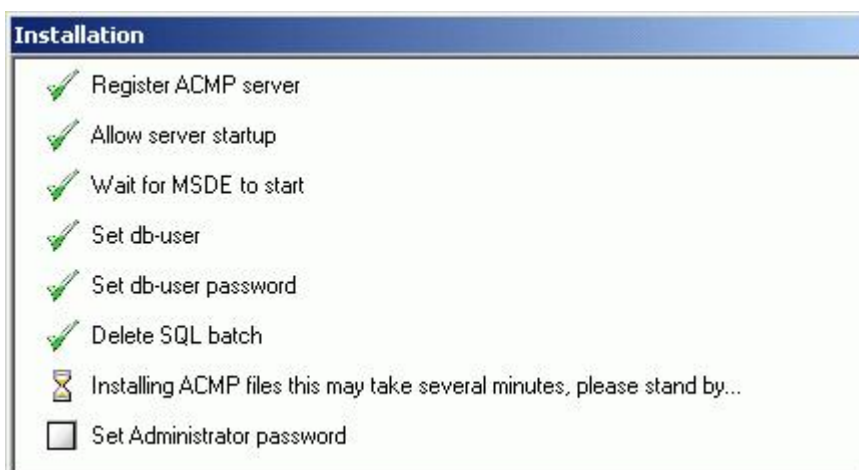 Installation
Register ACMP server
Allow server startup
Wait for MSDE to start
Set db-user
Set db-user password
Delete SQL batch
Installing ACMP files this may take several minutes, please stand by...
Set Administrator password